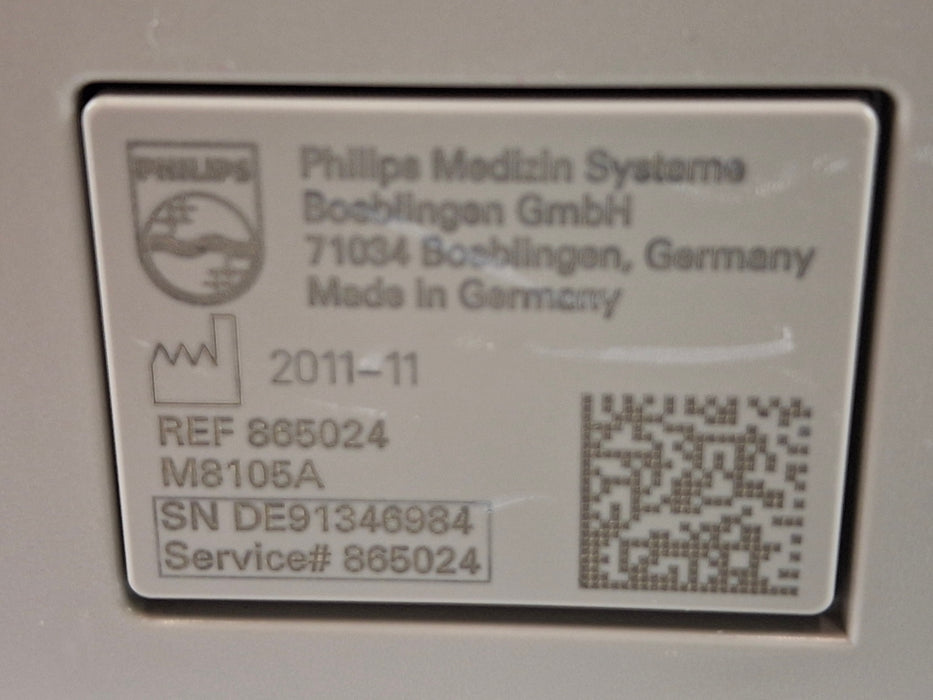 PHILIPS
Philips Medizin Systeme
Boeblingen GmbH
71034 Boeblingen, Germany
Made in Germany
2011-11
REF 865024
M8105A
SN DE91346984
Service# 865024